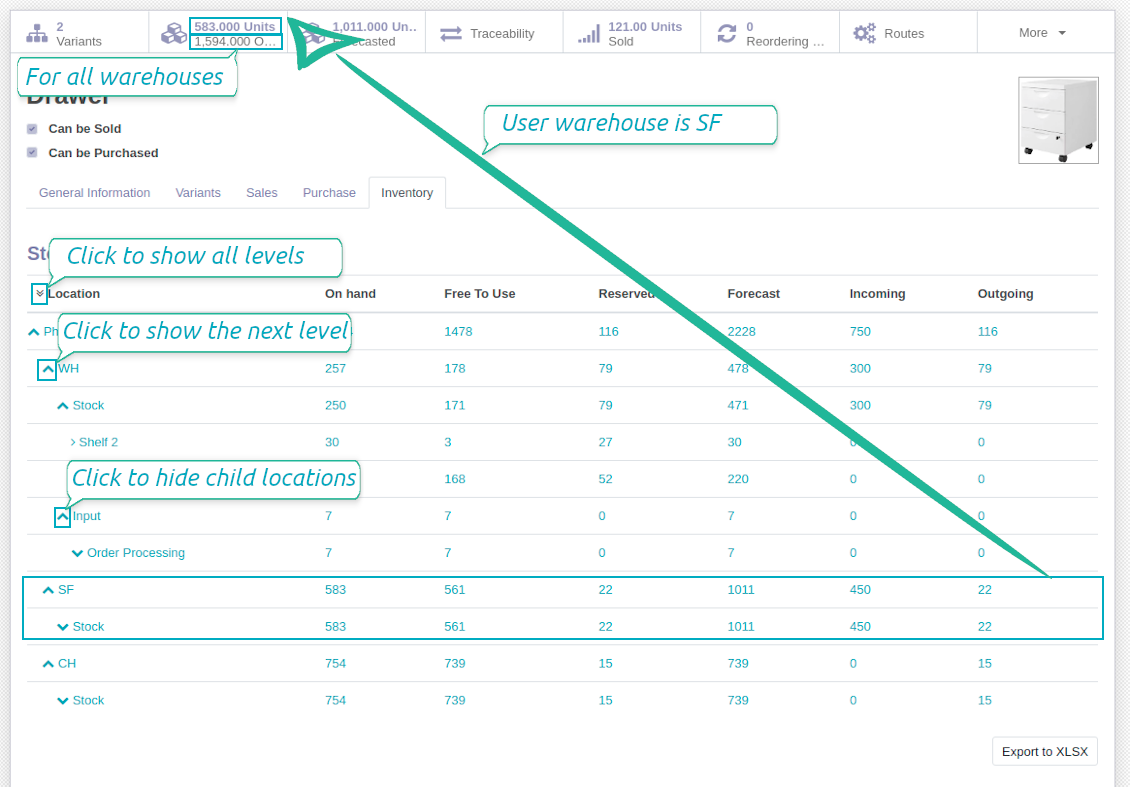 2 Variants
583.000 Units
1,594.000 O...
1,011.000 Un..
Forecasted
Traceability
121.00 Units
Sold
0
Reordering ...
Routes
More
For all warehouses
User warehouse is SF
Drawer
Can be Sold
Can be Purchased
General Information Variants Sales Purchase Inventory
Click to show all levels
Location On hand Free To Use Reserved Forecast Incoming Outgoing
Click to show the next level
1478 116 2228 750 116
WH 257 178 79 478 300 79
Stock 250 171 79 471 300 79
Shelf 2 30 3 27 30 0 0
Click to hide child locations
168 52 220 0 0
Input 7 7 0 7 0 0
Order Processing 7 7 0 7 0 0
SF 583 561 22 1011 450 22
Stock 583 561 22 1011 450 22
CH 754 739 15 739 0 15
Stock 754 739 15 739 0 15
Export to XLSX